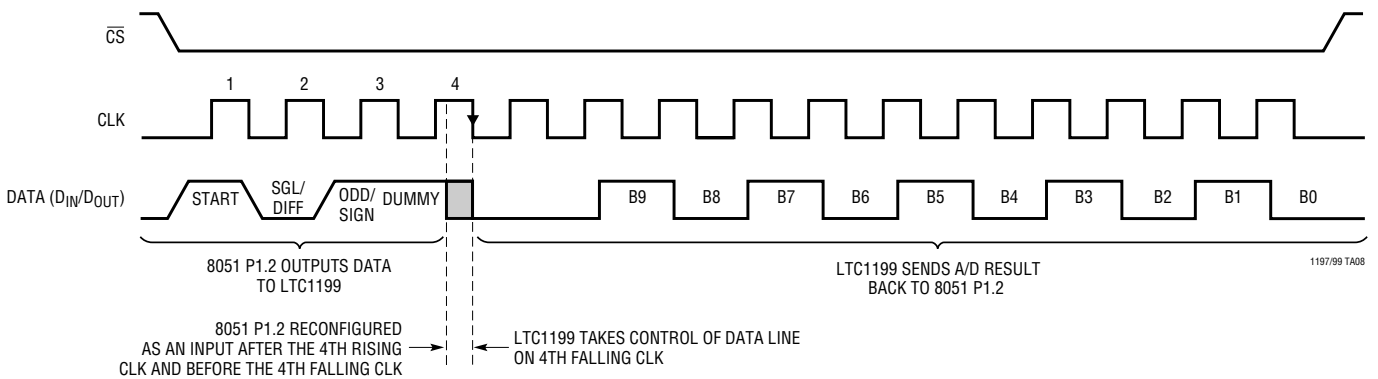 CS
1 2 3 4
CLK
DATA (DIN/DOUT)
START SGL/ ODD/ DUMMY B9 B8 B7 B6 B5 B4 B3 B2 B1 B0
DIFF SIGN
8051 P1.2 OUTPUTS DATA
TO LTC1199
LTC1199 SENDS A/D RESULT
BACK TO 8051 P1.2
1197/99 TA08
8051 P1.2 RECONFIGURED
AS AN INPUT AFTER THE 4TH RISING
CLK AND BEFORE THE 4TH FALLING CLK
LTC1199 TAKES CONTROL OF DATA LINE
ON 4TH FALLING CLK